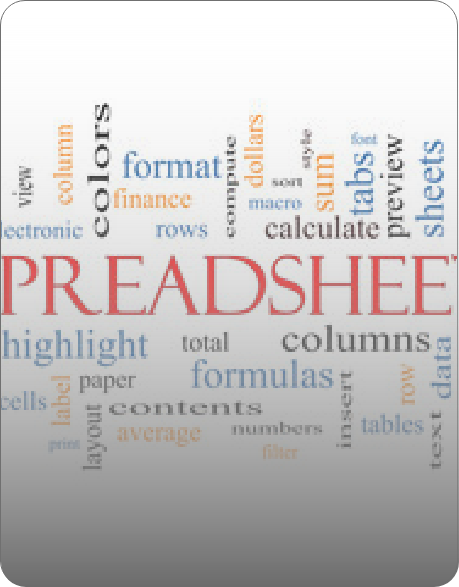 view
column
colors
format
finance
compute
dollars
sort
macro
style
sum
font
tabs
preview
sheets
lectronic
rows
calculate
PREADSHEE
highlight
total
columns
formulas
data
cells
label
paper
contents
row
print
layout
average
numbers
insert
tables
text
filter